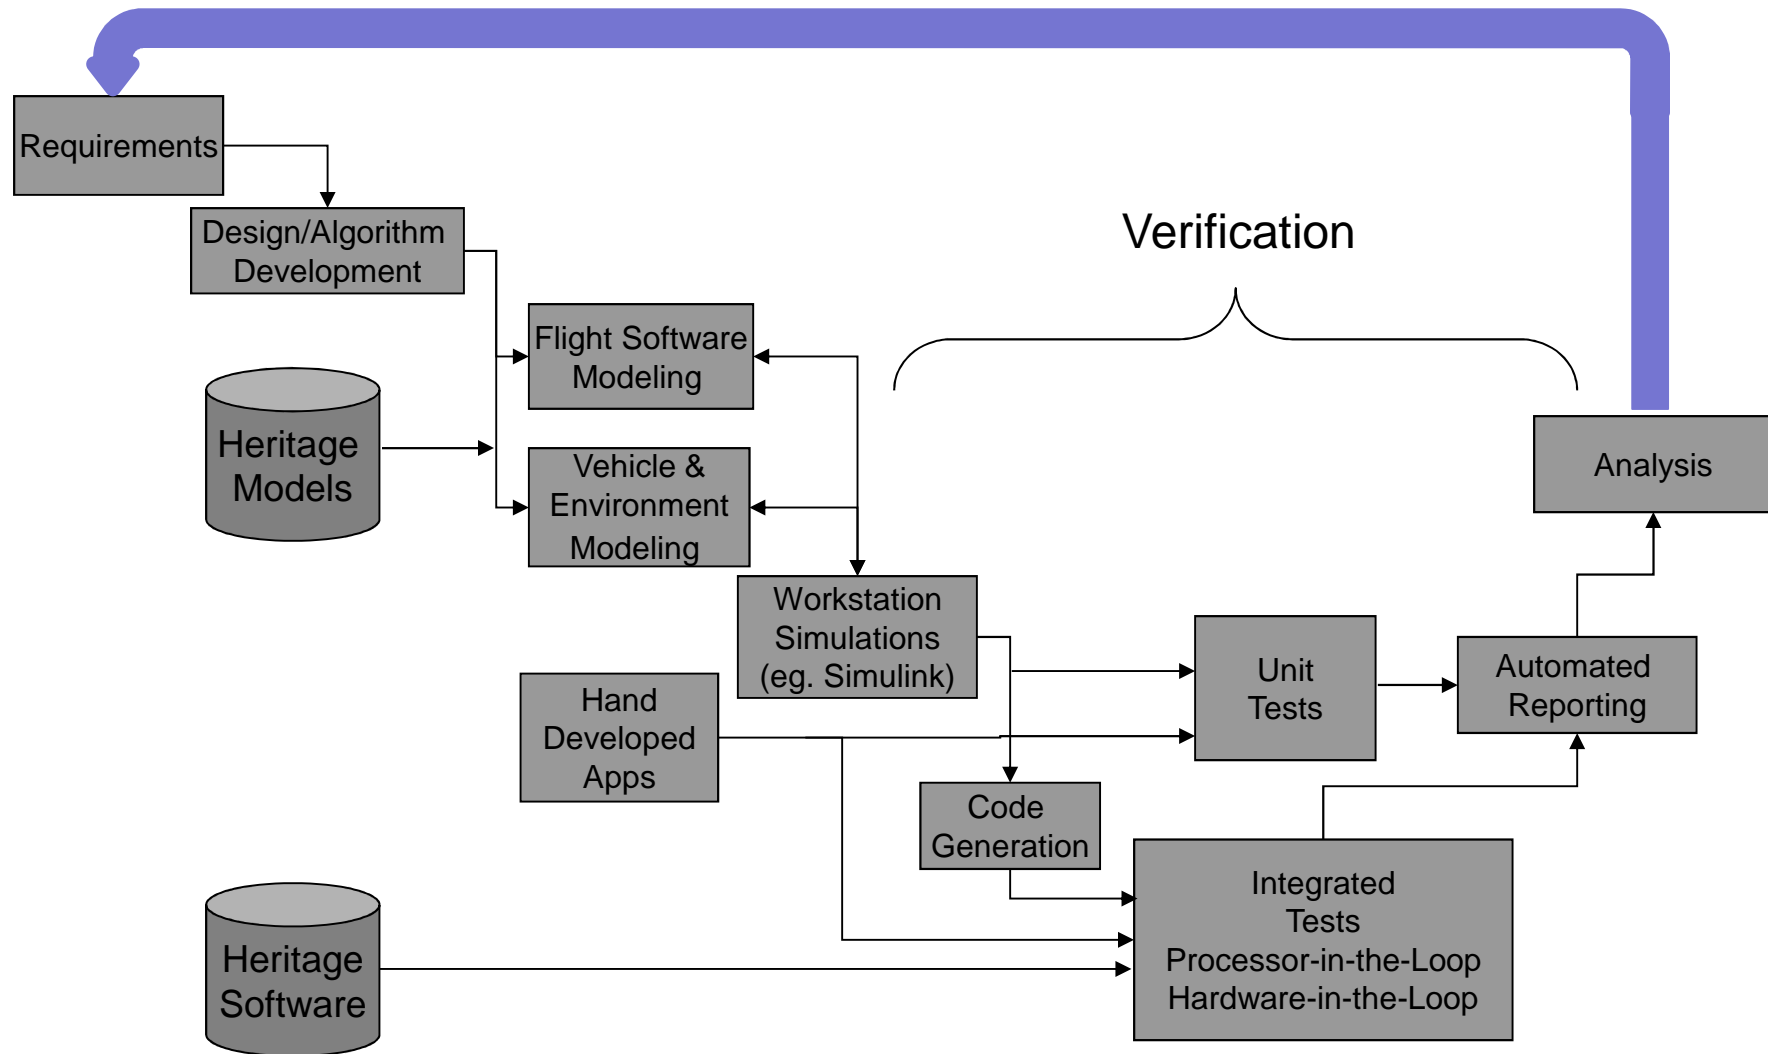 Requirements
Design/Algorithm
Development
Verification
Flight Software
Modeling
Heritage
Models
Vehicle &
Environment
Modeling
Analysis
Workstation
Simulations
(eg. Simulink)
Unit
Tests
Automated
Reporting
Hand
Developed
Apps
Code
Generation
Integrated
Tests
Processor-in-the-Loop
Hardware-in-the-Loop
Heritage
Software